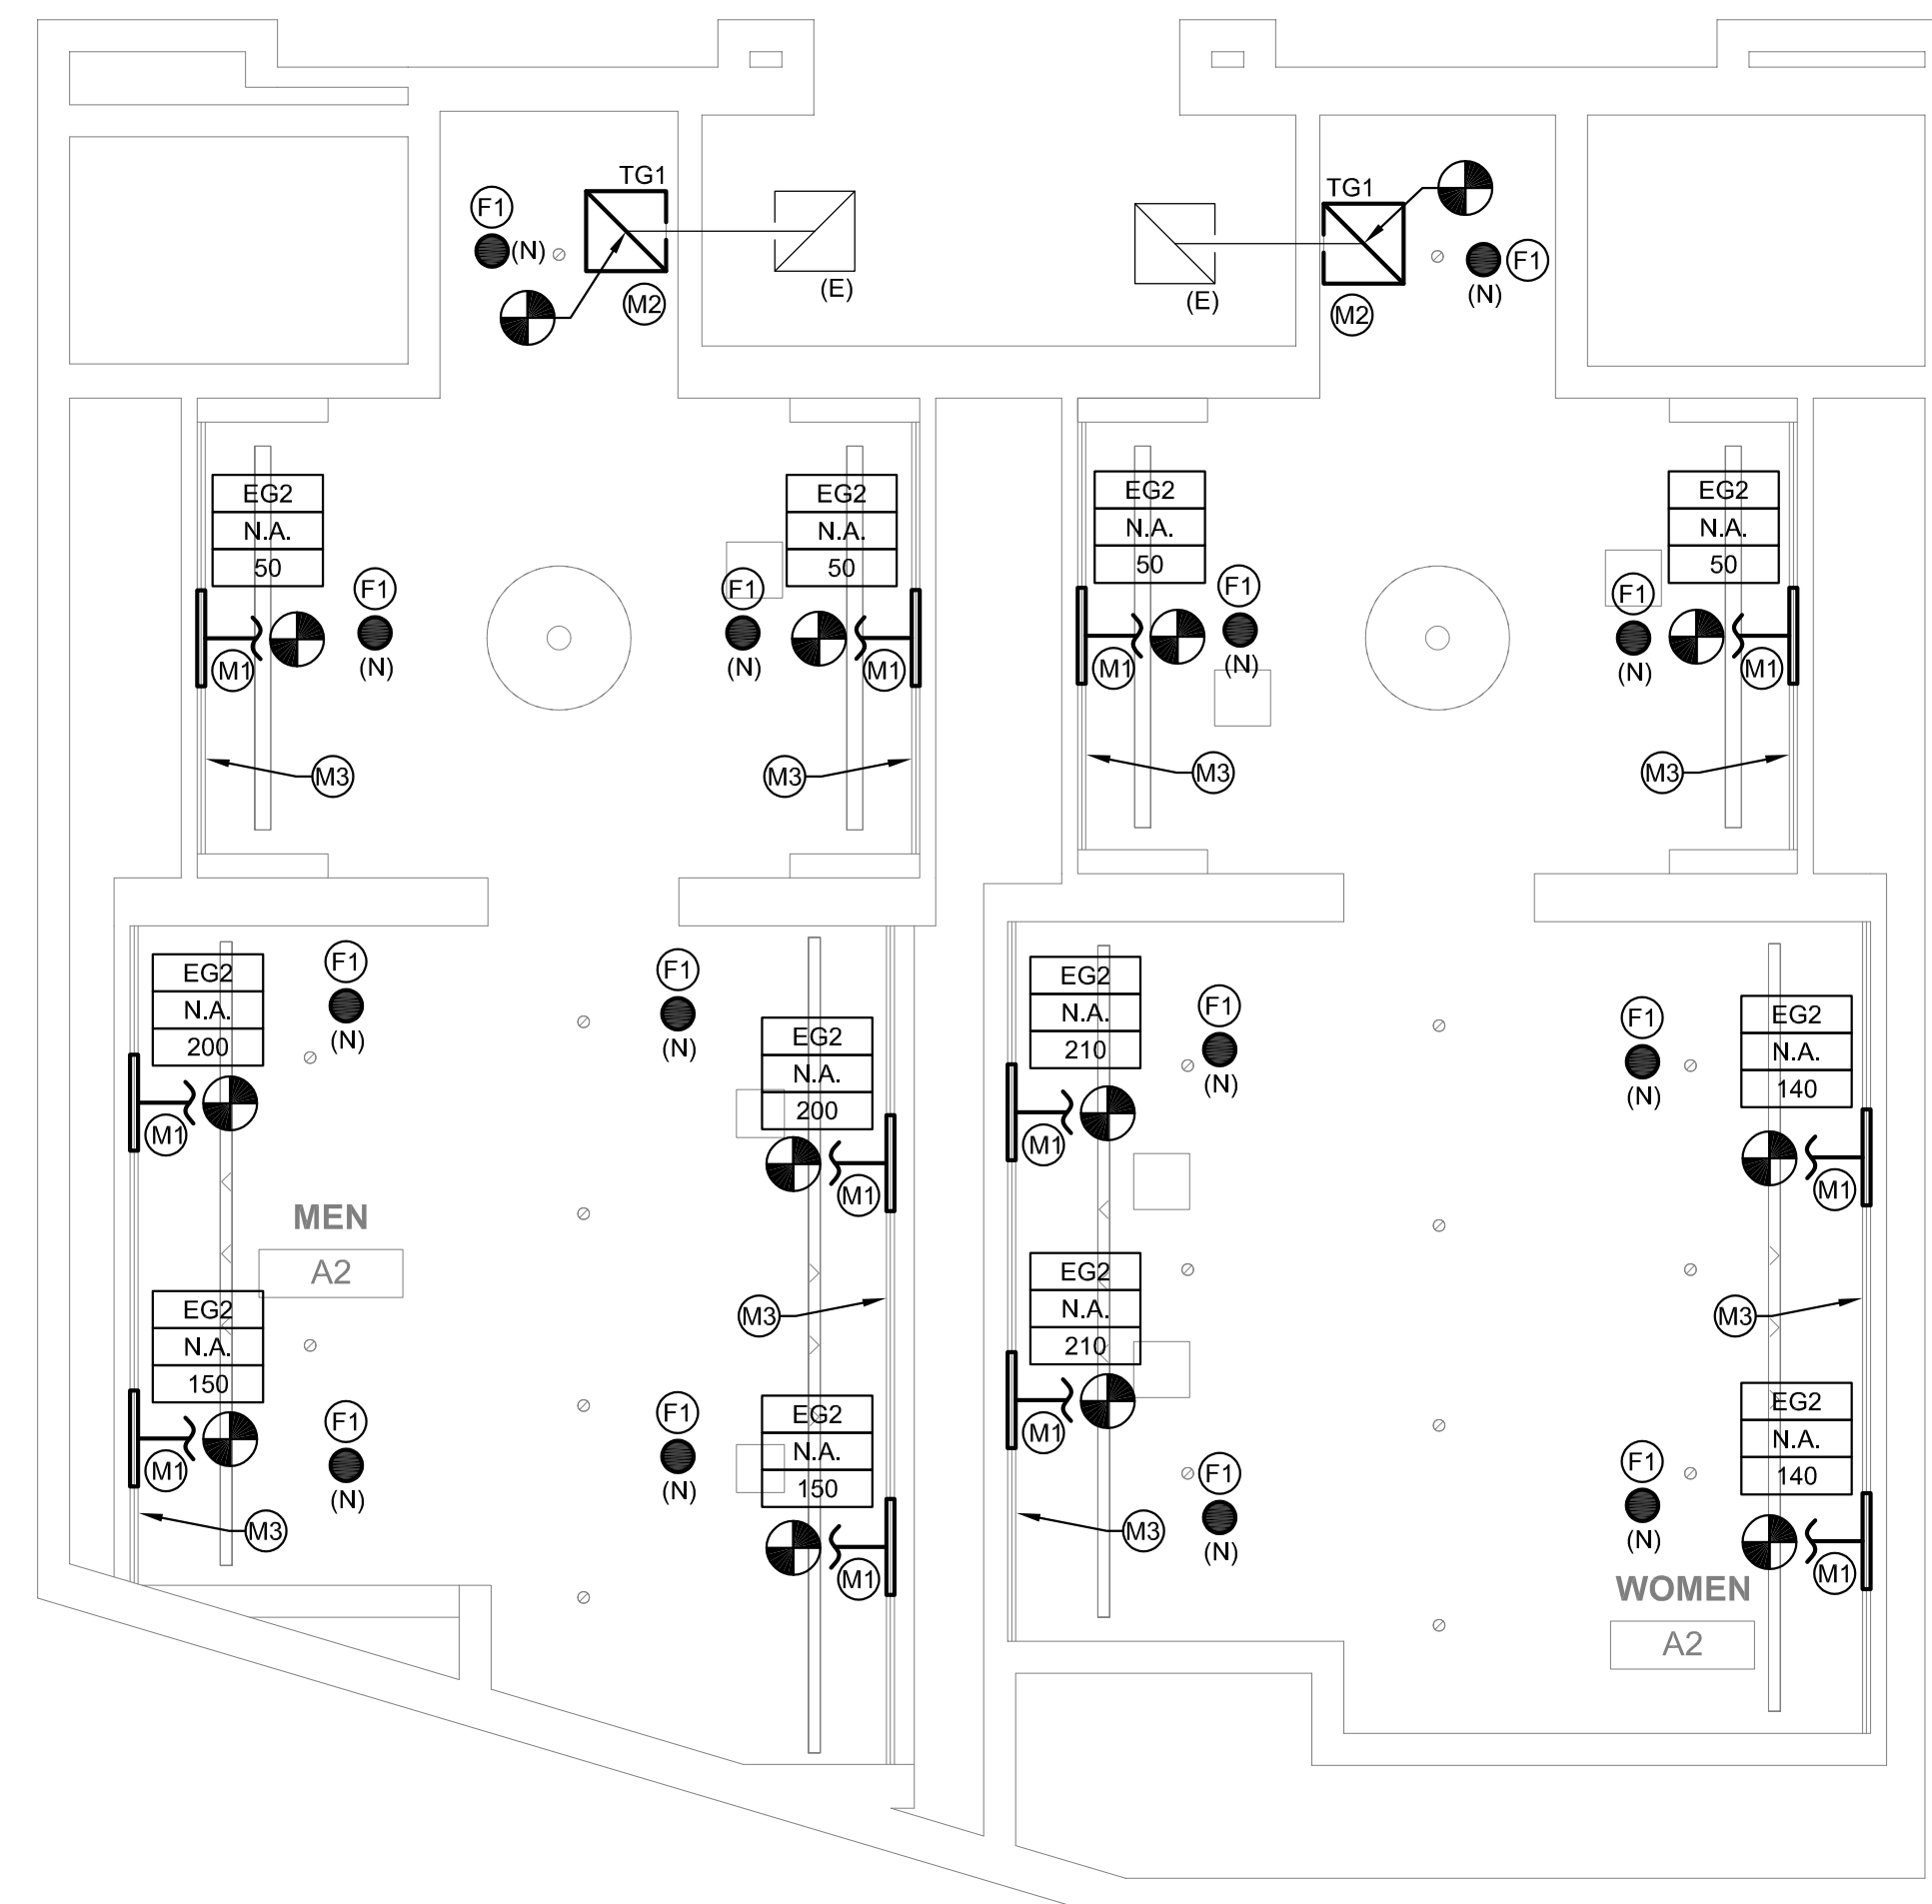 TG1
TG1
F1
(N)
M2
(E)
(E)
M2
(N)
F1
EG2
N.A.
50
EG2
N.A.
50
EG2
N.A.
50
EG2
N.A.
50
F1
(N)
M1
F1
(N)
M1
F1
(N)
M1
F1
(N)
M1
M3
M3
M3
M3
EG2
N.A.
200
F1
(N)
M1
F1
(N)
EG2
N.A.
200
M1
EG2
N.A.
210
F1
(N)
M1
F1
(N)
EG2
N.A.
140
M1
MEN
A2
M3
EG2
N.A.
150
M1
F1
(N)
M3
F1
(N)
EG2
N.A.
150
M1
EG2
N.A.
210
M1
M3
F1
(N)
M3
EG2
N.A.
140
F1
(N)
M1
WOMEN
A2